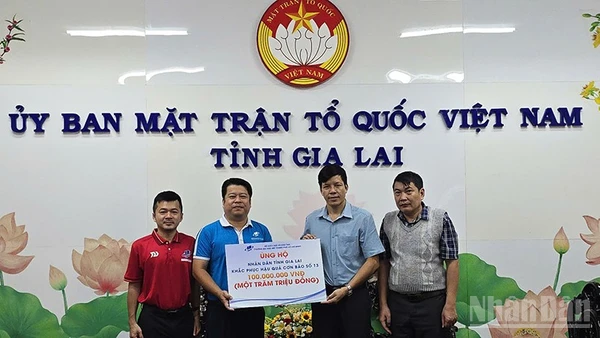 MẶT TRẬN TỔ QUỐC
VIỆT NAM
ỦY BAN MẶT TRẬN TỔ QUỐC VIỆT NAM
TỈNH GIA LAI
ỦNG HỘ
NHÂN DÂN TỈNH GIA LAI
KHẮC PHỤC HẬU QUẢ CƠN BÃO SỐ 13
100.000.000 VNĐ
(MỘT TRĂM TRIỆU ĐỒNG)
NhanDan